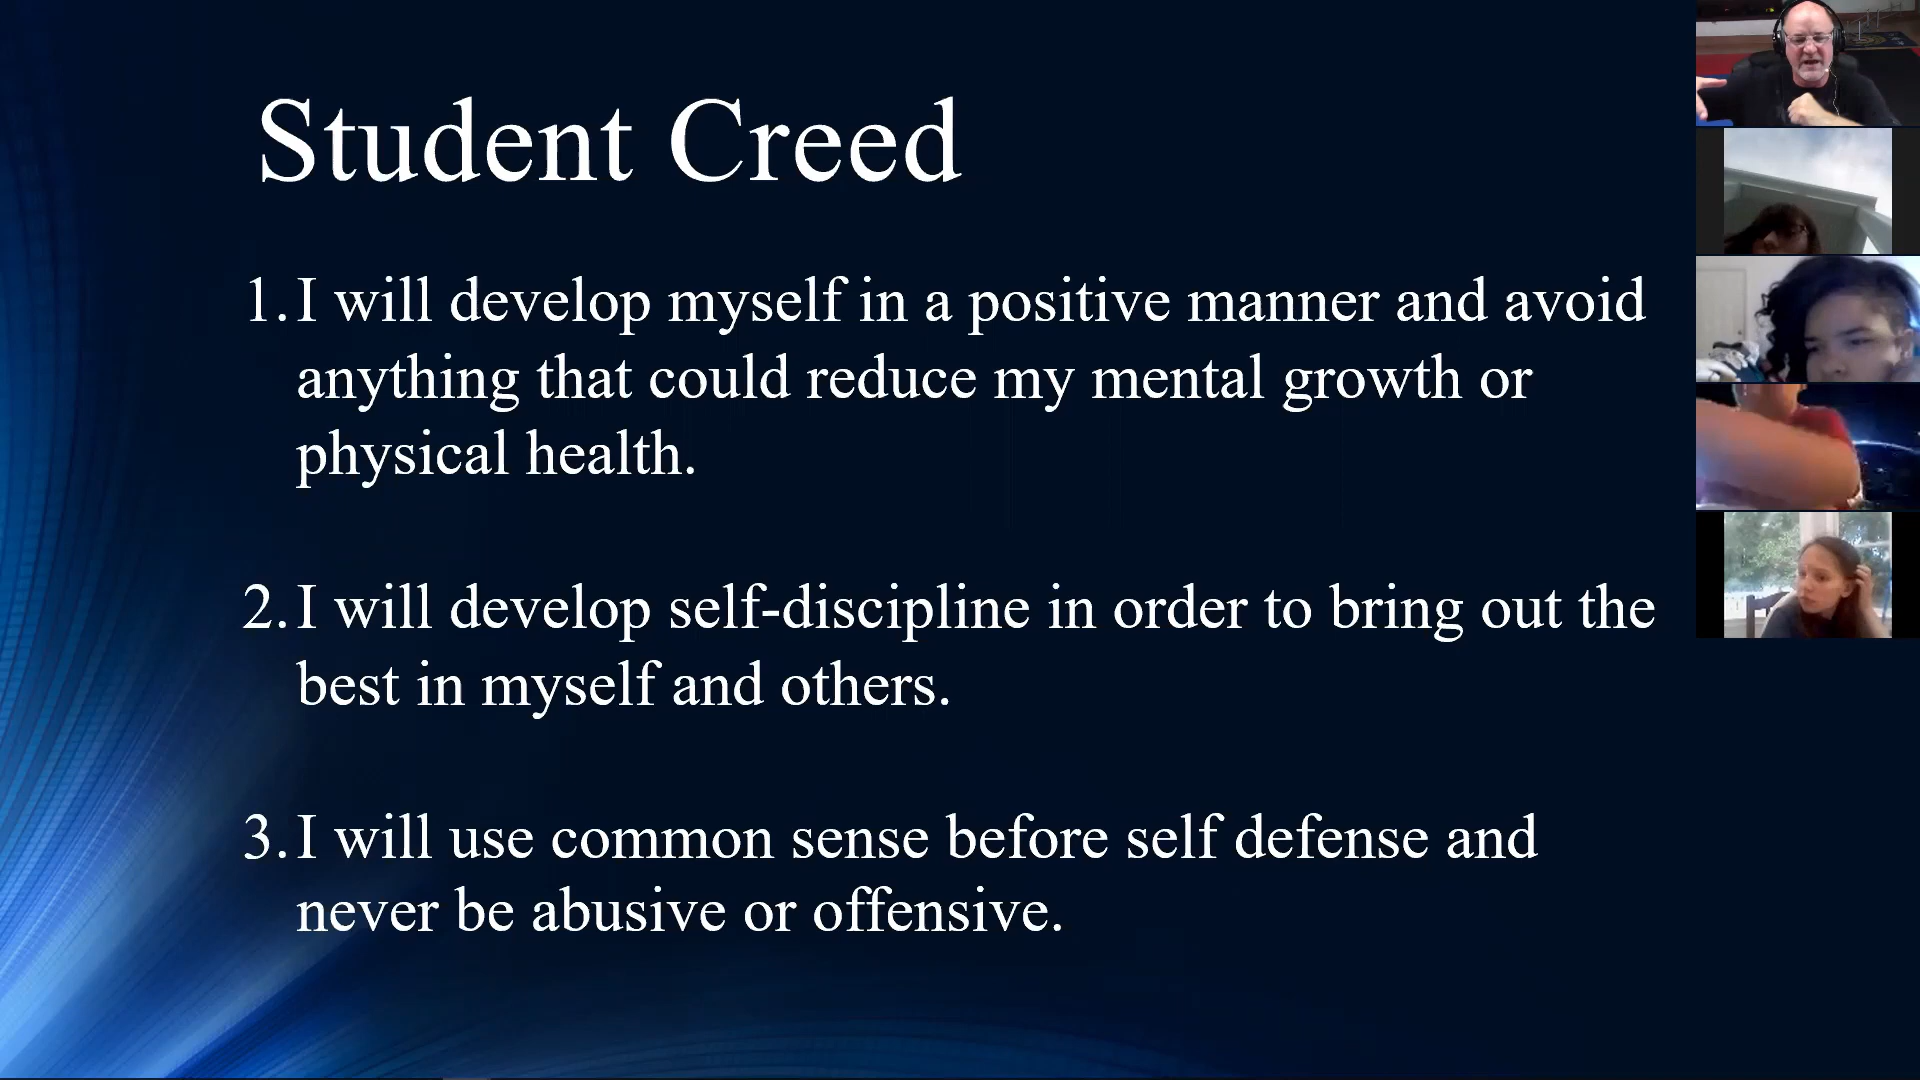 Student Creed
1. I will develop myself in a positive manner and avoid
anything that could reduce my mental growth or
physical health.
2. I will develop self-discipline in order to bring out the
best in myself and others.
3. I will use common sense before self defense and
never be abusive or offensive.